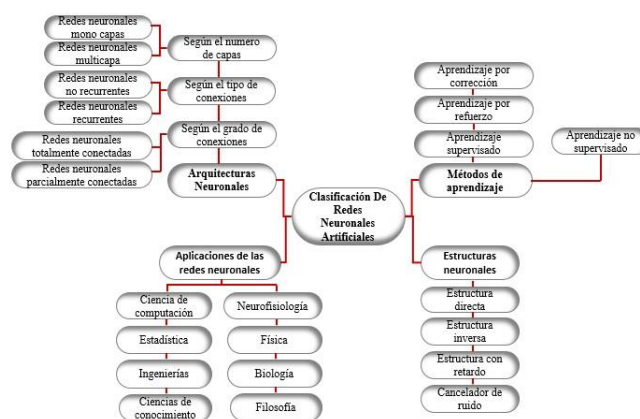 Redes neuronales
mono capas
Redes neuronales
multicapa
Según el numero
de capas
Redes neuronales
no recurrentes
Redes neuronales
recurrentes
Según el tipo de
conexiones
Redes neuronales
totalmente conectadas
Redes neuronales
parcialmente conectadas
Según el grado de
conexiones
Arquitecturas
Neuronales
Clasificación De
Redes
Neuronales
Artificiales
Aprendizaje por
corrección
Aprendizaje por
refuerzo
Aprendizaje
supervisado
Métodos de
aprendizaje
Aprendizaje no
supervisado
Aplicaciones de las
redes neuronales
Ciencia de
computación
Estadística
Ingenierías
Ciencias de
conocimiento
Neurofisiología
Física
Biología
Filosofía
Estructuras
neuronales
Estructura
directa
Estructura
inversa
Estructura con
retardo
Cancelador de
ruido